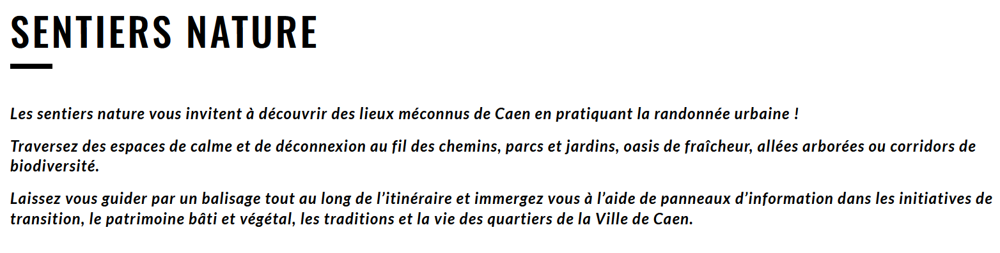 SENTIERS NATURE
Les sentiers nature vous invitent à découvrir des lieux méconnus de Caen en pratiquant la randonnée urbaine !
Traversez des espaces de calme et de déconnexion au fil des chemins, parcs et jardins, oasis de fraîcheur, allées arborées ou corridors de
biodiversité.
Laissez vous guider par un balisage tout au long de l’itinéraire et immergez vous à l’aide de panneaux d’information dans les initiatives de
transition, le patrimoine bâti et végétal, les traditions et la vie des quartiers de la Ville de Caen.